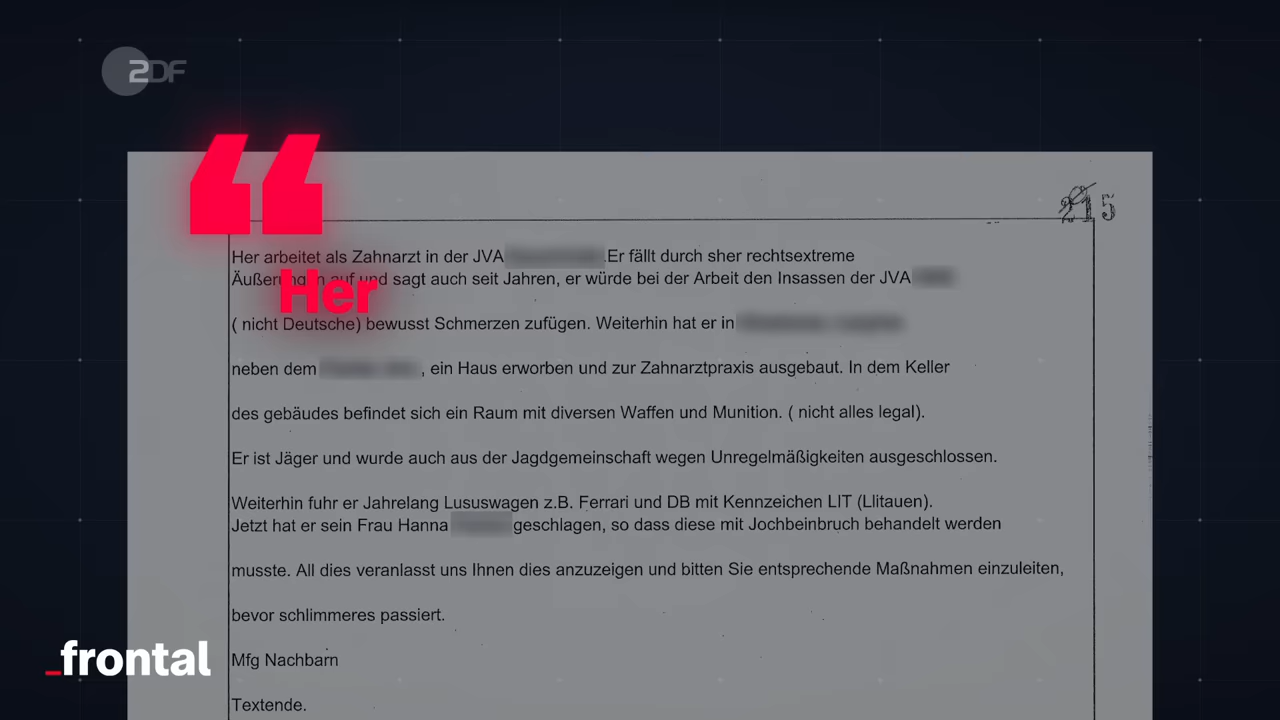 ZDF
215
“
Her arbeitet als Zahnarzt in der JVA .Er fällt durch sher rechtsextreme
Äußerungen auf und sagt auch seit Jahren, er würde bei der Arbeit den Insassen der JVA
Her
( nicht Deutsche) bewusst Schmerzen zufügen. Weiterhin hat er in
neben dem , ein Haus erworben und zur Zahnarztpraxis ausgebaut. In dem Keller
des gebäudes befindet sich ein Raum mit diversen Waffen und Munition. ( nicht alles legal).
Er ist Jäger und wurde auch aus der Jagdgemeinschaft wegen Unregelmäßigkeiten ausgeschlossen.
Weiterhin fuhr er Jahrelang Lususwagen z.B. Ferrari und DB mit Kennzeichen LIT (Llitauen).
Jetzt hat er sein Frau Hanna geschlagen, so dass diese mit Jochbeinbruch behandelt werden
musste. All dies veranlasst uns Ihnen dies anzuzeigen und bitten Sie entsprechende Maßnahmen einzuleiten,
bevor schlimmeres passiert.
Mfg Nachbarn
Textende.
_frontal